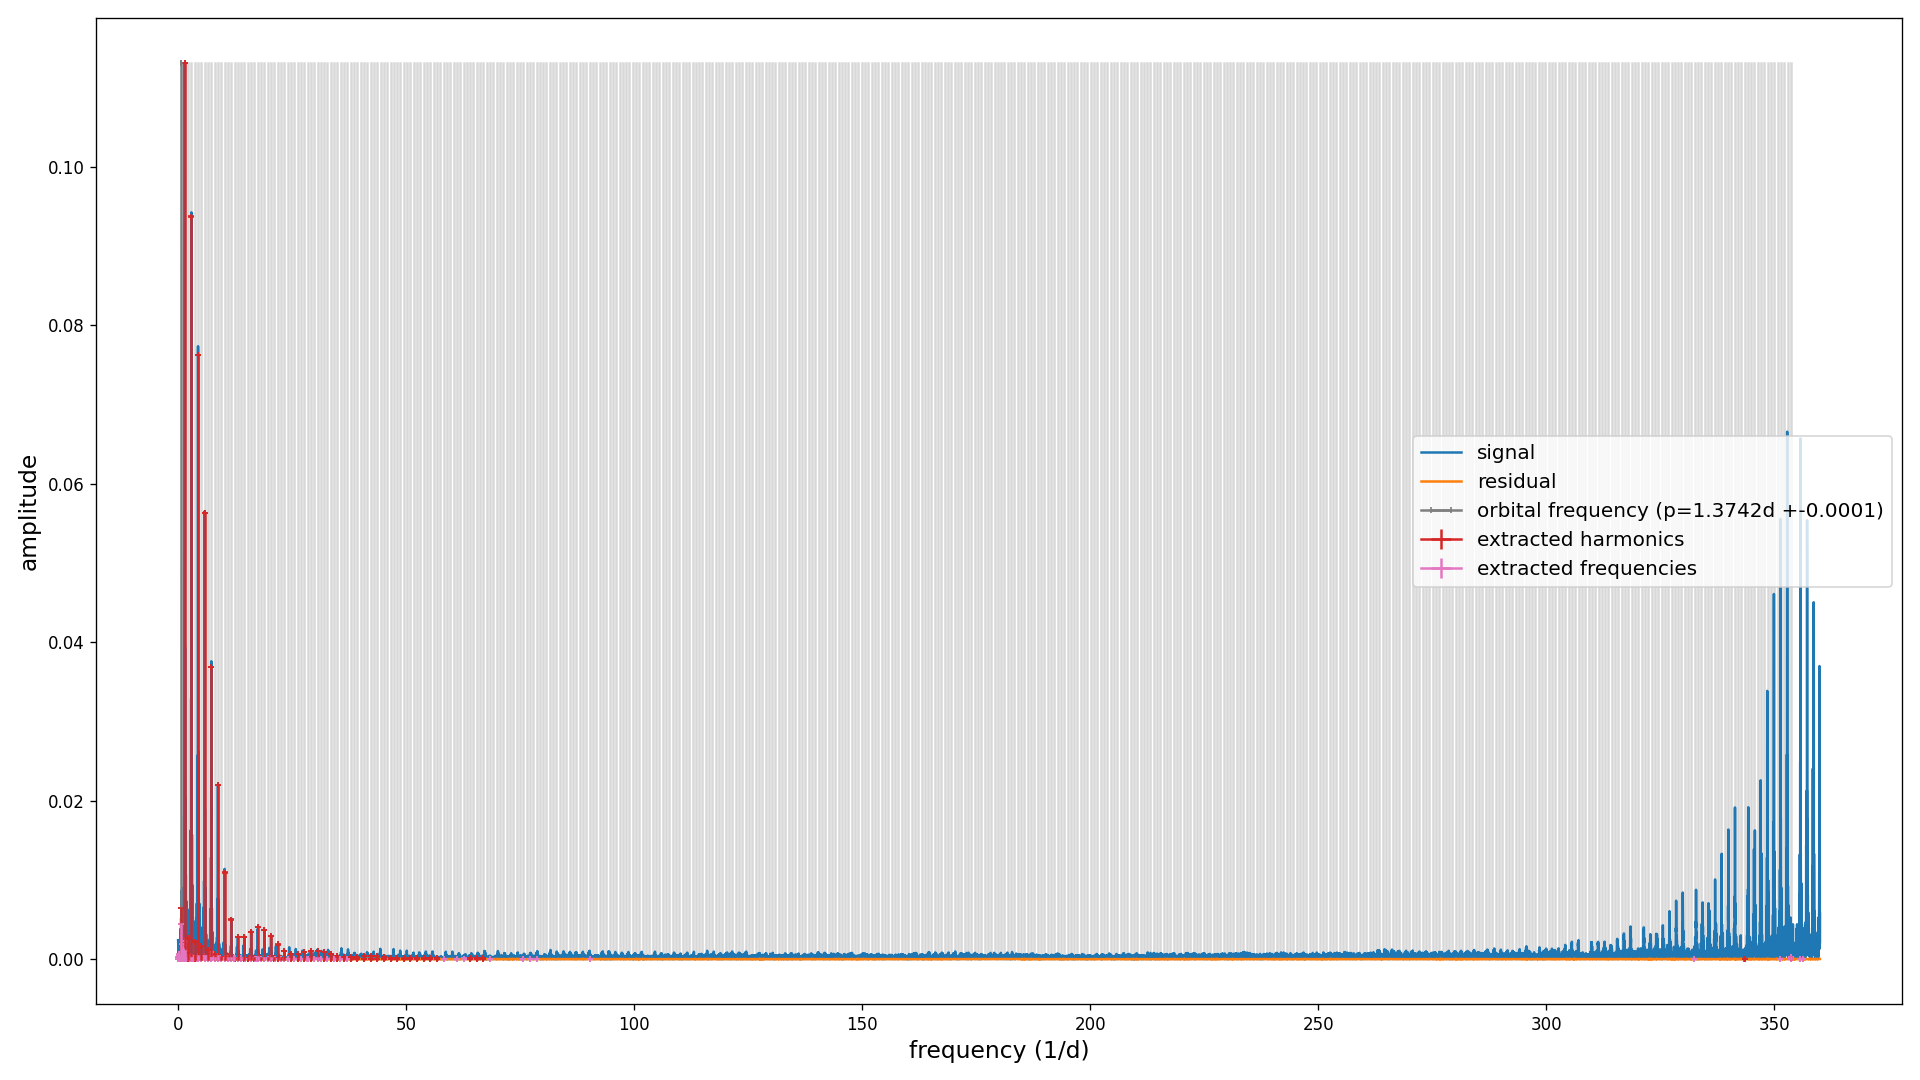 0.10
0.08
0.06
0.04
0.02
0.00
amplitude
signal
residual
orbital frequency (p=1.3742d +-0.0001)
extracted harmonics
extracted frequencies
0 50 100 150 200 250 300 350
frequency (1/d)